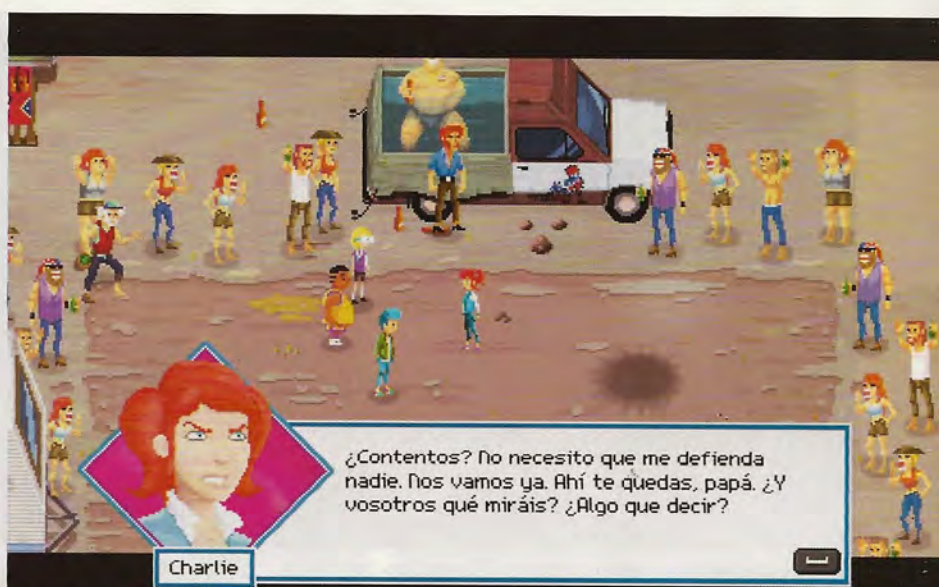 ¿Contentos? No necesito que me defienda
nadie. Nos vamos ya. Ahí te quedas, papá. ¿Y
vosotros qué miráis? ¿Algo que decir?
Charlie